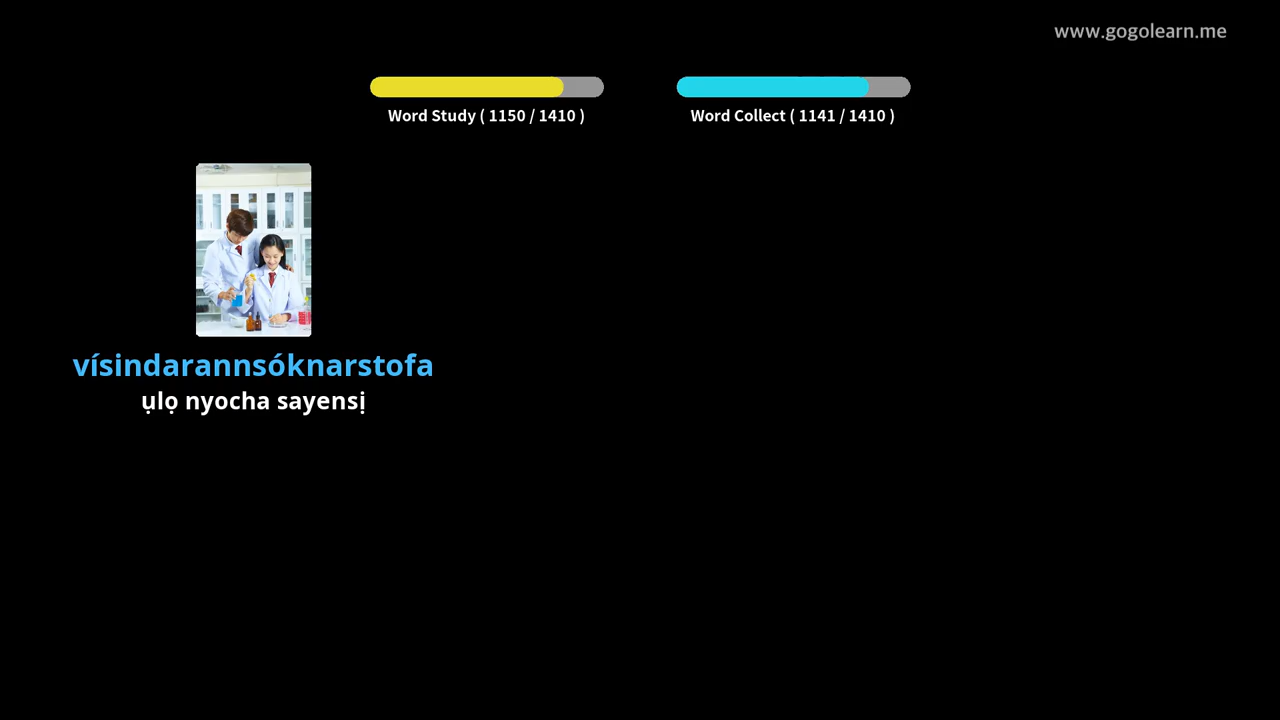 www.gogolearn.me
Word Study ( 1150 / 1410 )
Word Collect ( 1141 / 1410 )
vísindarannsóknarstofa
ụlọ nyocha sayensị